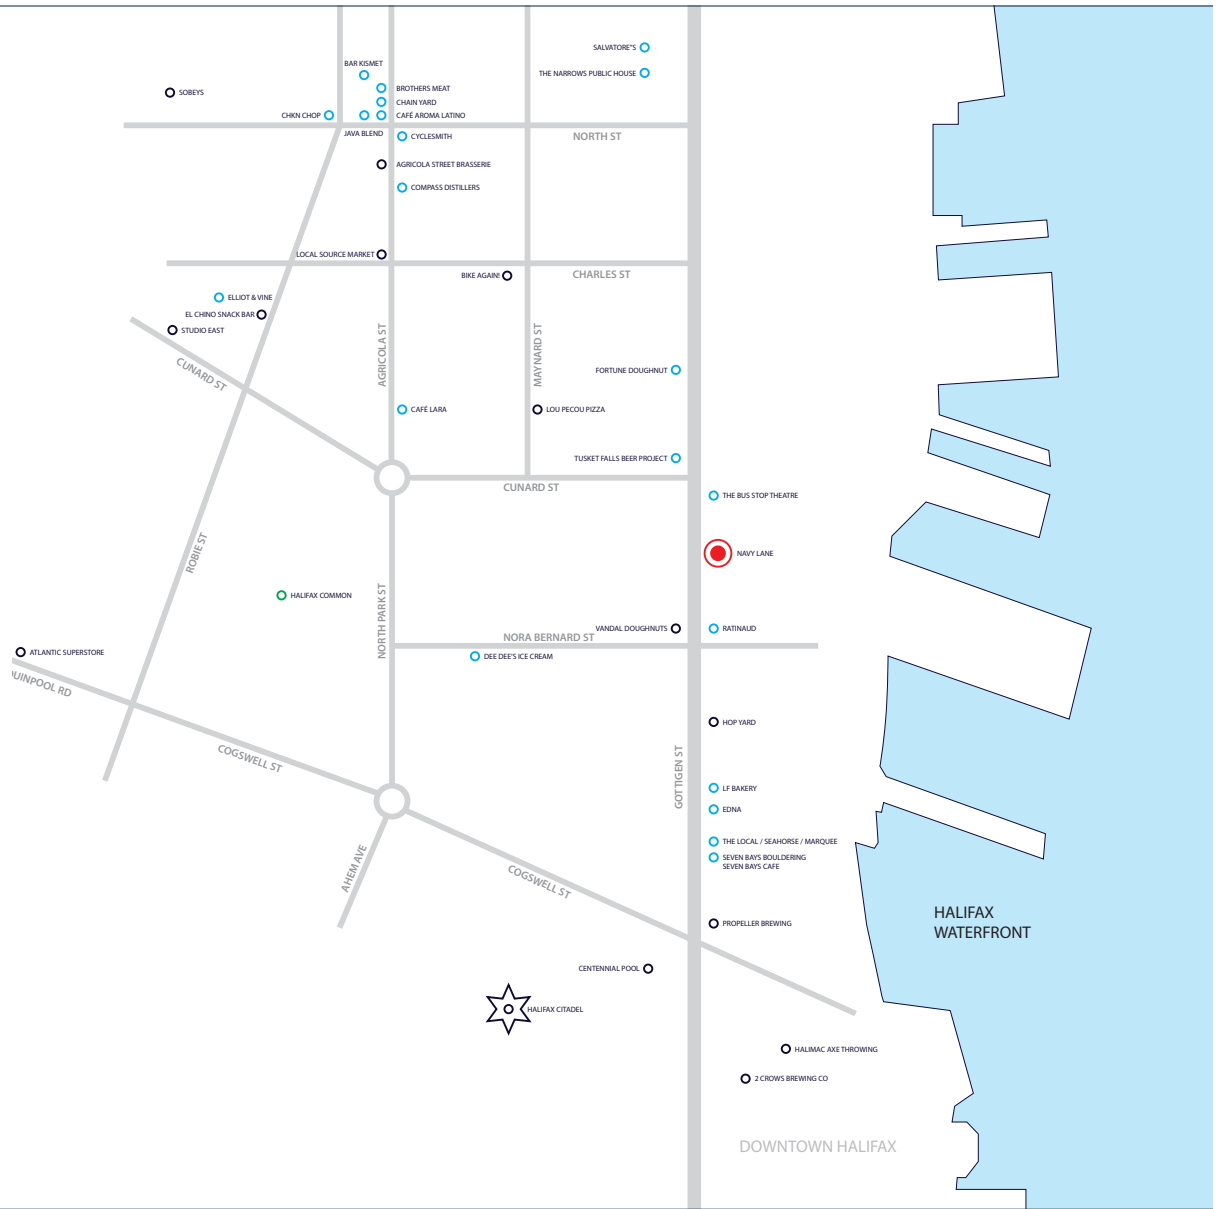 SALVATORE"S
BAR KISMET
THE NARROWS PUBLIC HOUSE
BROTHERS MEAT
SOBEYS
CHAIN YARD
CHKN CHOP
CAFÉ AROMA LATINO
JAVA BLEND
CYCLESMITH
NORTH ST
AGRICOLA STREET BRASSERIE
COMPASS DISTILLERS
LOCAL SOURCE MARKET
BIKE AGAIN!
CHARLES ST
ELLIOT & VINE
EL CHINO SNACK BAR
STUDIO EAST
AGRICOLA ST
MAYNARD ST
CUNARD ST
FORTUNE DOUGHNUT
CAFÉ LARA
LOU PECOU PIZZA
TUSKET FALLS BEER PROJECT
CUNARD ST
THE BUS STOP THEATRE
ROBIE ST
NAVY LANE
HALIFAX COMMON
NORTH PARK ST
VANDAL DOUGHNUTS
RATINAUD
NORA BERNARD ST
ATLANTIC SUPERSTORE
DEE DEE'S ICE CREAM
UINPOOL RD
HOP YARD
COGSWELL ST
GOTTIGEN ST
LF BAKERY
EDNA
THE LOCAL / SEAHORSE / MARQUEE
SEVEN BAYS BOULDERING
SEVEN BAYS CAFE
AHEM AVE
COGSWELL ST
HALIFAX
WATERFRONT
PROPELLER BREWING
CENTENNIAL POOL
HALIFAX CITADEL
HALIMAC AXE THROWING
2 CROWS BREWING CO
DOWNTOWN HALIFAX